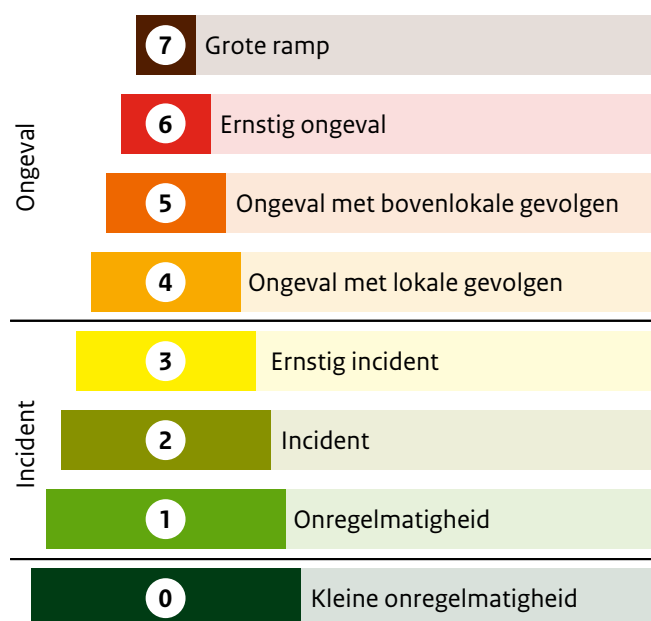 7 Grote ramp
6 Ernstig ongeval
5 Ongeval met bovenlokale gevolgen
4 Ongeval met lokale gevolgen
Ongeval
3 Ernstig incident
2 Incident
1 Onregelmatigheid
Incident
0 Kleine onregelmatigheid